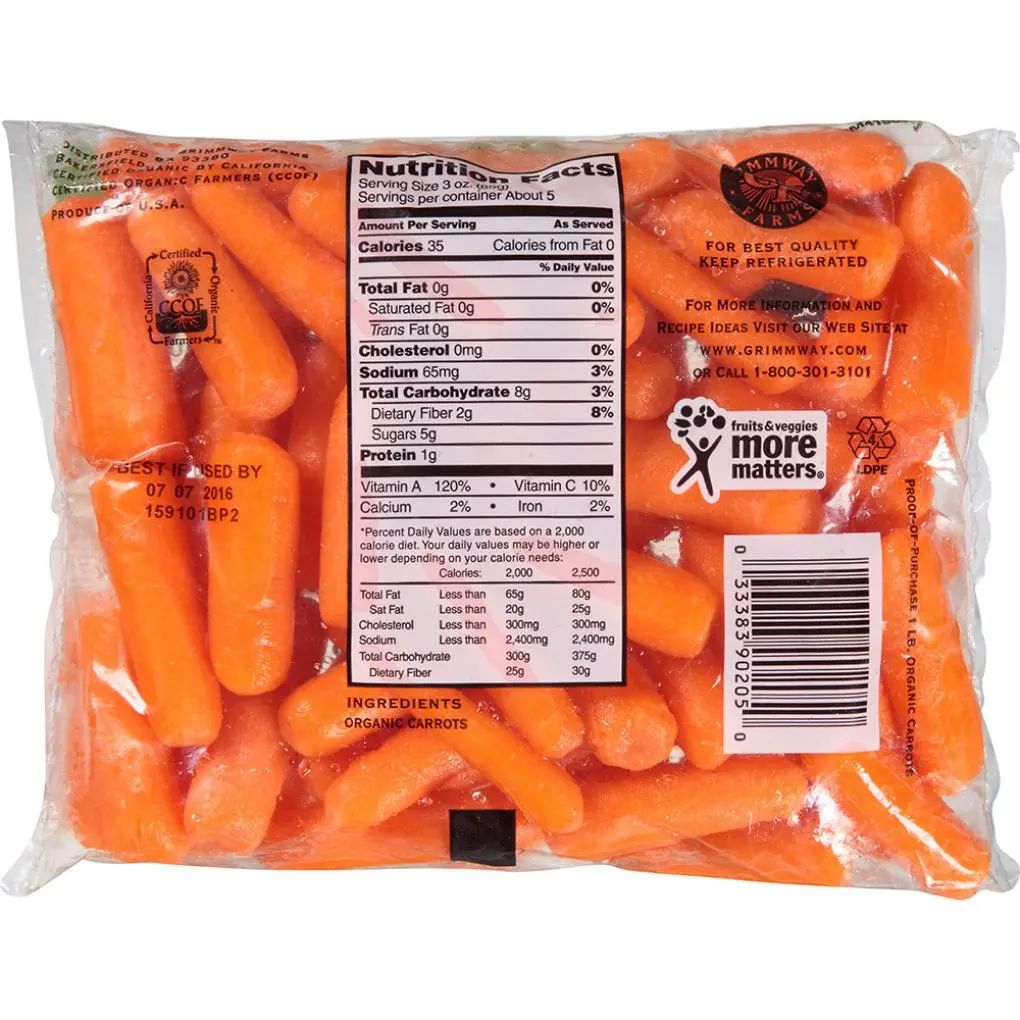 DISTRIBUTED BY GRIMMWAY FARMS
BAKERSFIELD, CA 93380
CERTIFIED ORGANIC BY CALIFORNIA
CERTIFIED ORGANIC FARMERS (CCOF)
PRODUCE OF U.S.A.
Certified
California
Organic
CCOF
Farmers™
BEST IF USED BY
07 07 2016
159101BP2
Nutrition Facts
Serving Size 3 oz. (85g)
Servings per container About 5
Amount Per Serving As Served
Calories 35 Calories from Fat 0
% Daily Value
Total Fat 0g 0%
Saturated Fat 0g 0%
Trans Fat 0g
Cholesterol 0mg 0%
Sodium 65mg 3%
Total Carbohydrate 8g 3%
Dietary Fiber 2g 8%
Sugars 5g
Protein 1g
Vitamin A 120% • Vitamin C 10%
Calcium 2% • Iron 2%
*Percent Daily Values are based on a 2,000
calorie diet. Your daily values may be higher or
lower depending on your calorie needs:
Calories: 2,000 2,500
Total Fat Less than 65g 80g
Sat Fat Less than 20g 25g
Cholesterol Less than 300mg 300mg
Sodium Less than 2,400mg 2,400mg
Total Carbohydrate 300g 375g
Dietary Fiber 25g 30g
INGREDIENTS
ORGANIC CARROTS
GRIMMWAY
FARMS
FOR BEST QUALITY
KEEP REFRIGERATED
FOR MORE INFORMATION AND
RECIPE IDEAS VISIT OUR WEB SITE AT
WWW.GRIMMWAY.COM
OR CALL 1-800-301-3101
fruits & veggies
more
matters®
4
LDPE
PROOF-OF-PURCHASE 1 LB. ORGANIC CARROTS
0 33383 90205 0